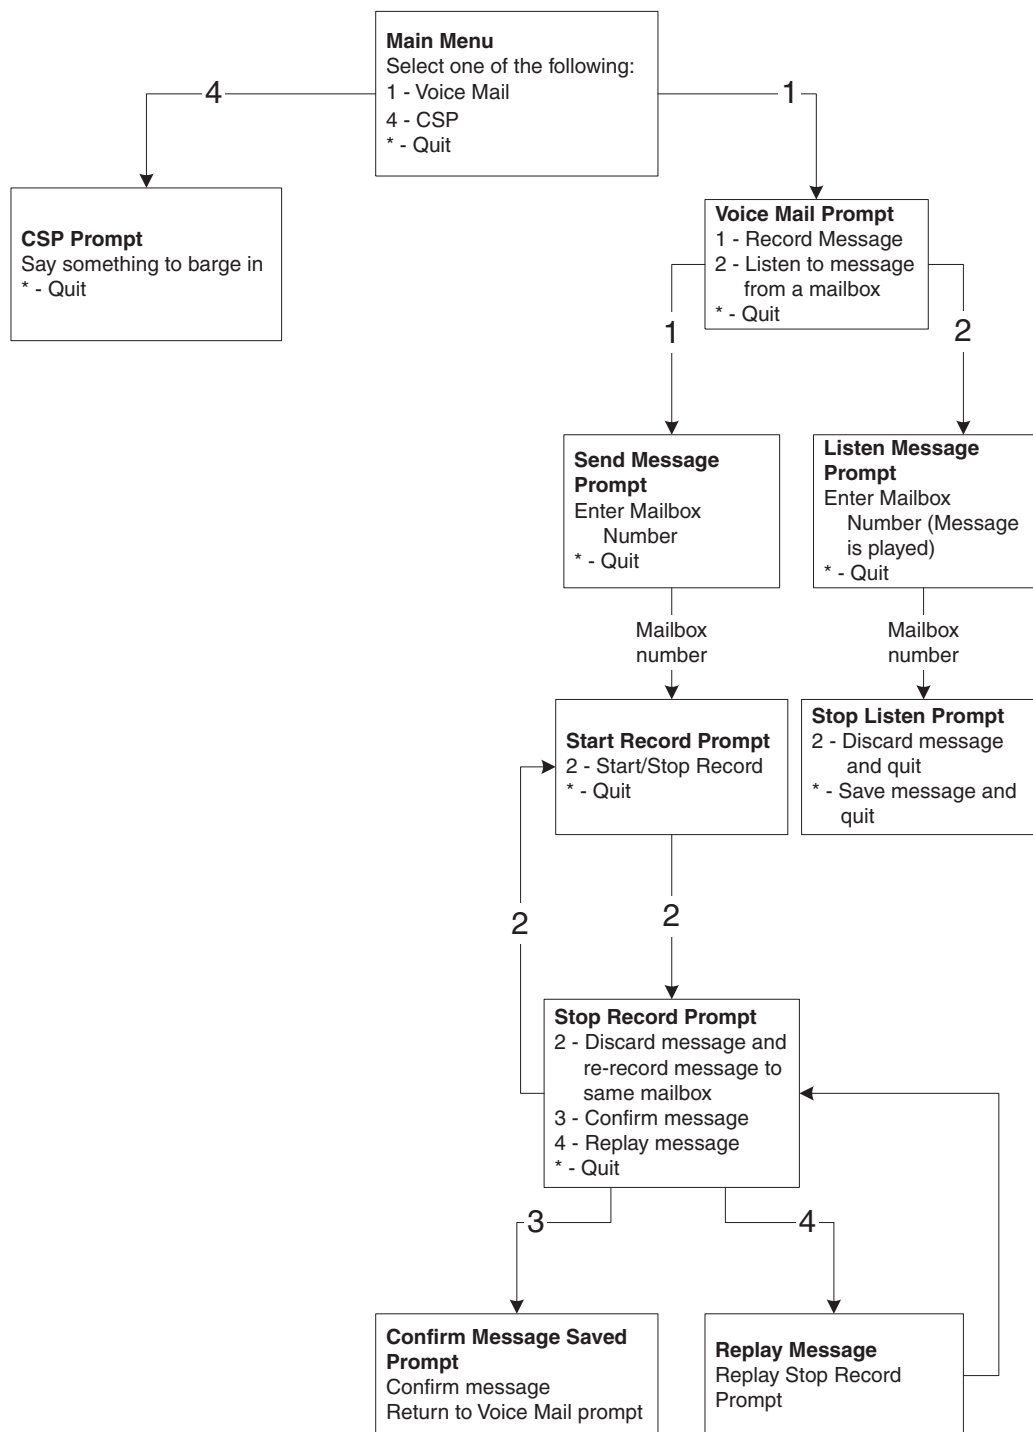 Main Menu
Select one of the following:
1 - Voice Mail
4 - CSP
* - Quit
4
1
CSP Prompt
Say something to barge in
* - Quit
Voice Mail Prompt
1 - Record Message
2 - Listen to message
from a mailbox
* - Quit
1
2
Send Message
Prompt
Enter Mailbox
Number
* - Quit
Listen Message
Prompt
Enter Mailbox
Number (Message
is played)
* - Quit
Mailbox
number
Mailbox
number
Start Record Prompt
2 - Start/Stop Record
* - Quit
Stop Listen Prompt
2 - Discard message
and quit
* - Save message and
quit
2
2
Stop Record Prompt
2 - Discard message and
re-record message to
same mailbox
3 - Confirm message
4 - Replay message
* - Quit
3
4
Confirm Message Saved
Prompt
Confirm message
Return to Voice Mail prompt
Replay Message
Replay Stop Record
Prompt